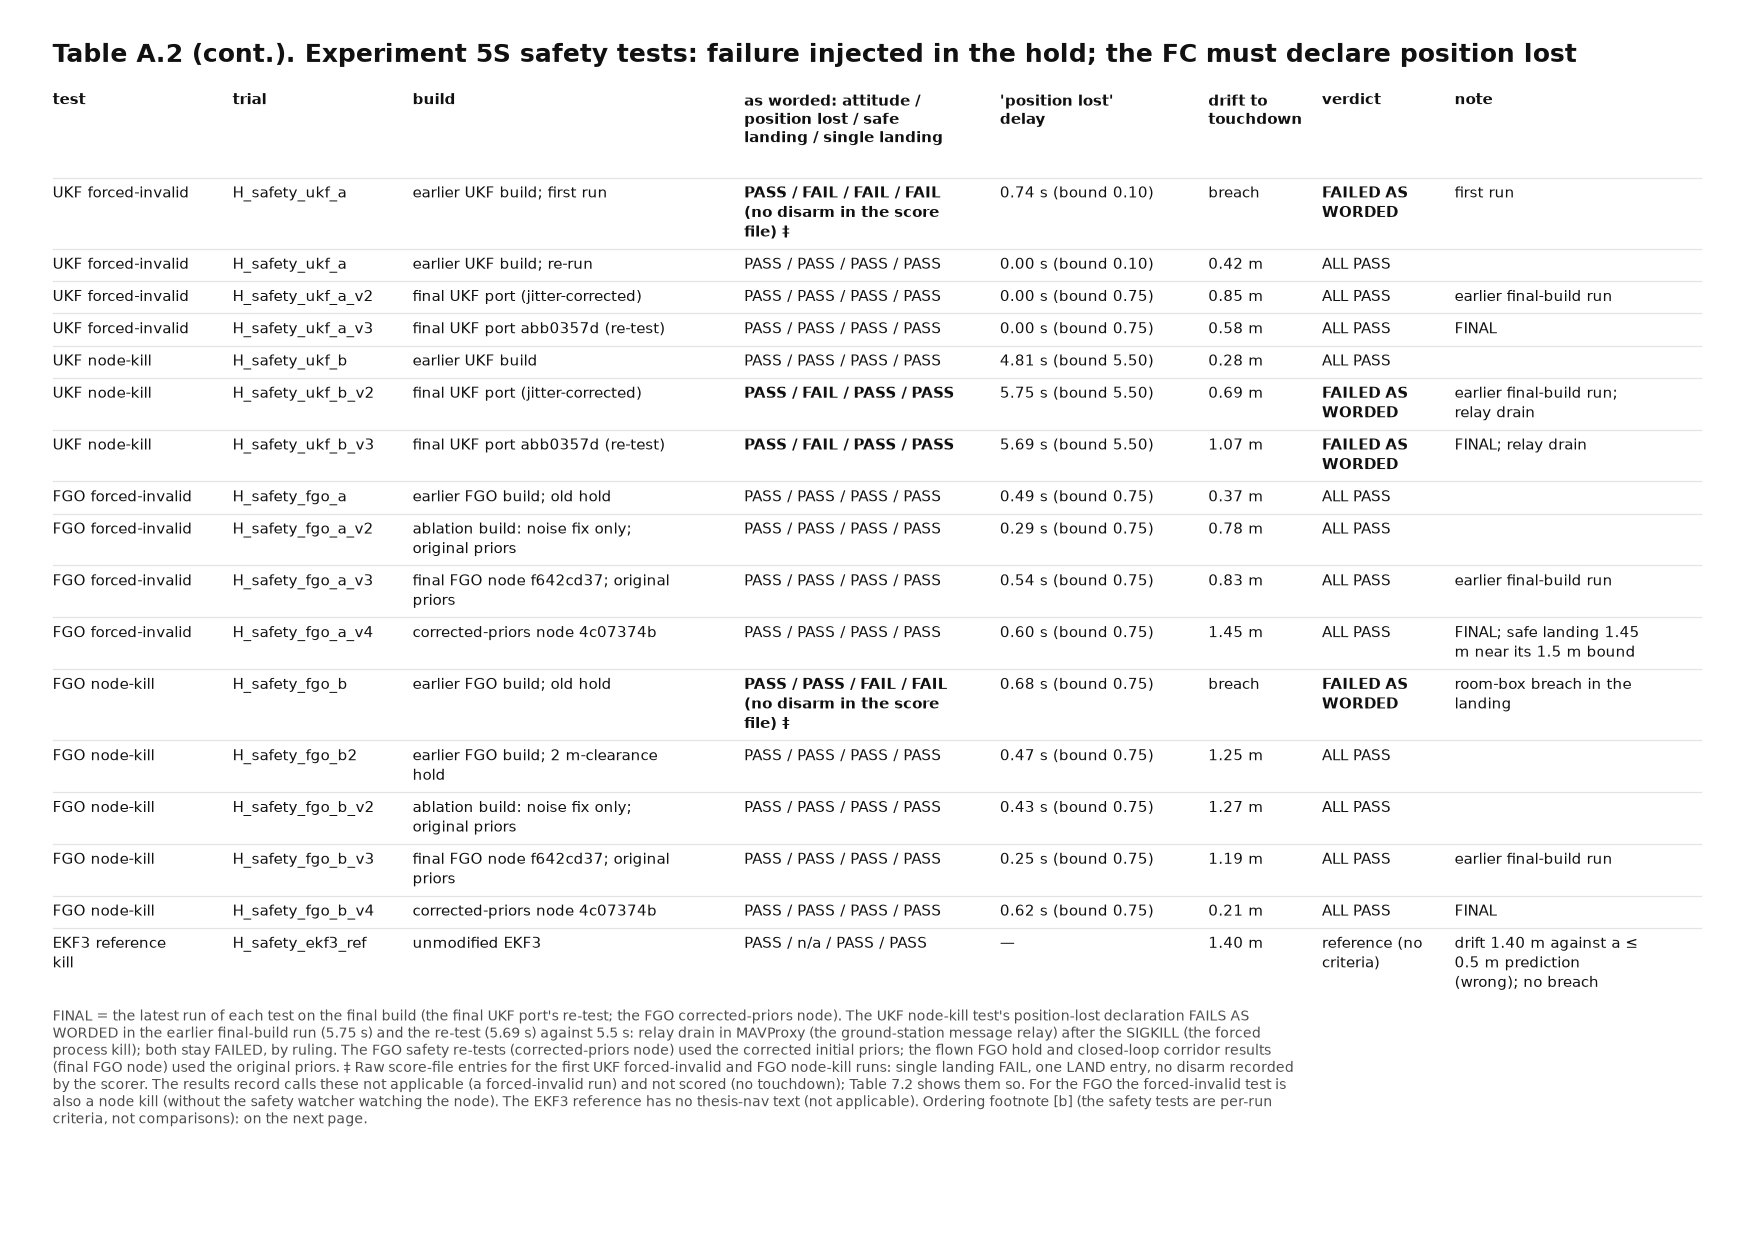 Table A.2 (cont.). Experiment 5S safety tests: failure injected in the hold; the FC must declare position lost
test trial build as worded: attitude / position lost / safe landing / single landing 'position lost' delay drift to touchdown verdict note
UKF forced-invalid H_safety_ukf_a earlier UKF build; first run PASS / FAIL / FAIL / FAIL (no disarm in the score file) ‡ 0.74 s (bound 0.10) breach FAILED AS WORDED first run
UKF forced-invalid H_safety_ukf_a earlier UKF build; re-run PASS / PASS / PASS / PASS 0.00 s (bound 0.10) 0.42 m ALL PASS
UKF forced-invalid H_safety_ukf_a_v2 final UKF port (jitter-corrected) PASS / PASS / PASS / PASS 0.00 s (bound 0.75) 0.85 m ALL PASS earlier final-build run
UKF forced-invalid H_safety_ukf_a_v3 final UKF port abb0357d (re-test) PASS / PASS / PASS / PASS 0.00 s (bound 0.75) 0.58 m ALL PASS FINAL
UKF node-kill H_safety_ukf_b earlier UKF build PASS / PASS / PASS / PASS 4.81 s (bound 5.50) 0.28 m ALL PASS
UKF node-kill H_safety_ukf_b_v2 final UKF port (jitter-corrected) PASS / FAIL / PASS / PASS 5.75 s (bound 5.50) 0.69 m FAILED AS WORDED earlier final-build run; relay drain
UKF node-kill H_safety_ukf_b_v3 final UKF port abb0357d (re-test) PASS / FAIL / PASS / PASS 5.69 s (bound 5.50) 1.07 m FAILED AS WORDED FINAL; relay drain
FGO forced-invalid H_safety_fgo_a earlier FGO build; old hold PASS / PASS / PASS / PASS 0.49 s (bound 0.75) 0.37 m ALL PASS
FGO forced-invalid H_safety_fgo_a_v2 ablation build: noise fix only; original priors PASS / PASS / PASS / PASS 0.29 s (bound 0.75) 0.78 m ALL PASS
FGO forced-invalid H_safety_fgo_a_v3 final FGO node f642cd37; original priors PASS / PASS / PASS / PASS 0.54 s (bound 0.75) 0.83 m ALL PASS earlier final-build run
FGO forced-invalid H_safety_fgo_a_v4 corrected-priors node 4c07374b PASS / PASS / PASS / PASS 0.60 s (bound 0.75) 1.45 m ALL PASS FINAL; safe landing 1.45 m near its 1.5 m bound
FGO node-kill H_safety_fgo_b earlier FGO build; old hold PASS / PASS / FAIL / FAIL (no disarm in the score file) ‡ 0.68 s (bound 0.75) breach FAILED AS WORDED room-box breach in the landing
FGO node-kill H_safety_fgo_b2 earlier FGO build; 2 m-clearance hold PASS / PASS / PASS / PASS 0.47 s (bound 0.75) 1.25 m ALL PASS
FGO node-kill H_safety_fgo_b_v2 ablation build: noise fix only; original priors PASS / PASS / PASS / PASS 0.43 s (bound 0.75) 1.27 m ALL PASS
FGO node-kill H_safety_fgo_b_v3 final FGO node f642cd37; original priors PASS / PASS / PASS / PASS 0.25 s (bound 0.75) 1.19 m ALL PASS earlier final-build run
FGO node-kill H_safety_fgo_b_v4 corrected-priors node 4c07374b PASS / PASS / PASS / PASS 0.62 s (bound 0.75) 0.21 m ALL PASS FINAL
EKF3 reference kill H_safety_ekf3_ref unmodified EKF3 PASS / n/a / PASS / PASS — 1.40 m reference (no criteria) drift 1.40 m against a ≤ 0.5 m prediction (wrong); no breach
FINAL = the latest run of each test on the final build (the final UKF port's re-test; the FGO corrected-priors node). The UKF node-kill test's position-lost declaration FAILS AS
WORDED in the earlier final-build run (5.75 s) and the re-test (5.69 s) against 5.5 s: relay drain in MAVProxy (the ground-station message relay) after the SIGKILL (the forced
process kill); both stay FAILED, by ruling. The FGO safety re-tests (corrected-priors node) used the corrected initial priors; the flown FGO hold and closed-loop corridor results
(final FGO node) used the original priors. ‡ Raw score-file entries for the first UKF forced-invalid and FGO node-kill runs: single landing FAIL, one LAND entry, no disarm recorded
by the scorer. The results record calls these not applicable (a forced-invalid run) and not scored (no touchdown); Table 7.2 shows them so. For the FGO the forced-invalid test is
also a node kill (without the safety watcher watching the node). The EKF3 reference has no thesis-nav text (not applicable). Ordering footnote [b] (the safety tests are per-run
criteria, not comparisons): on the next page.